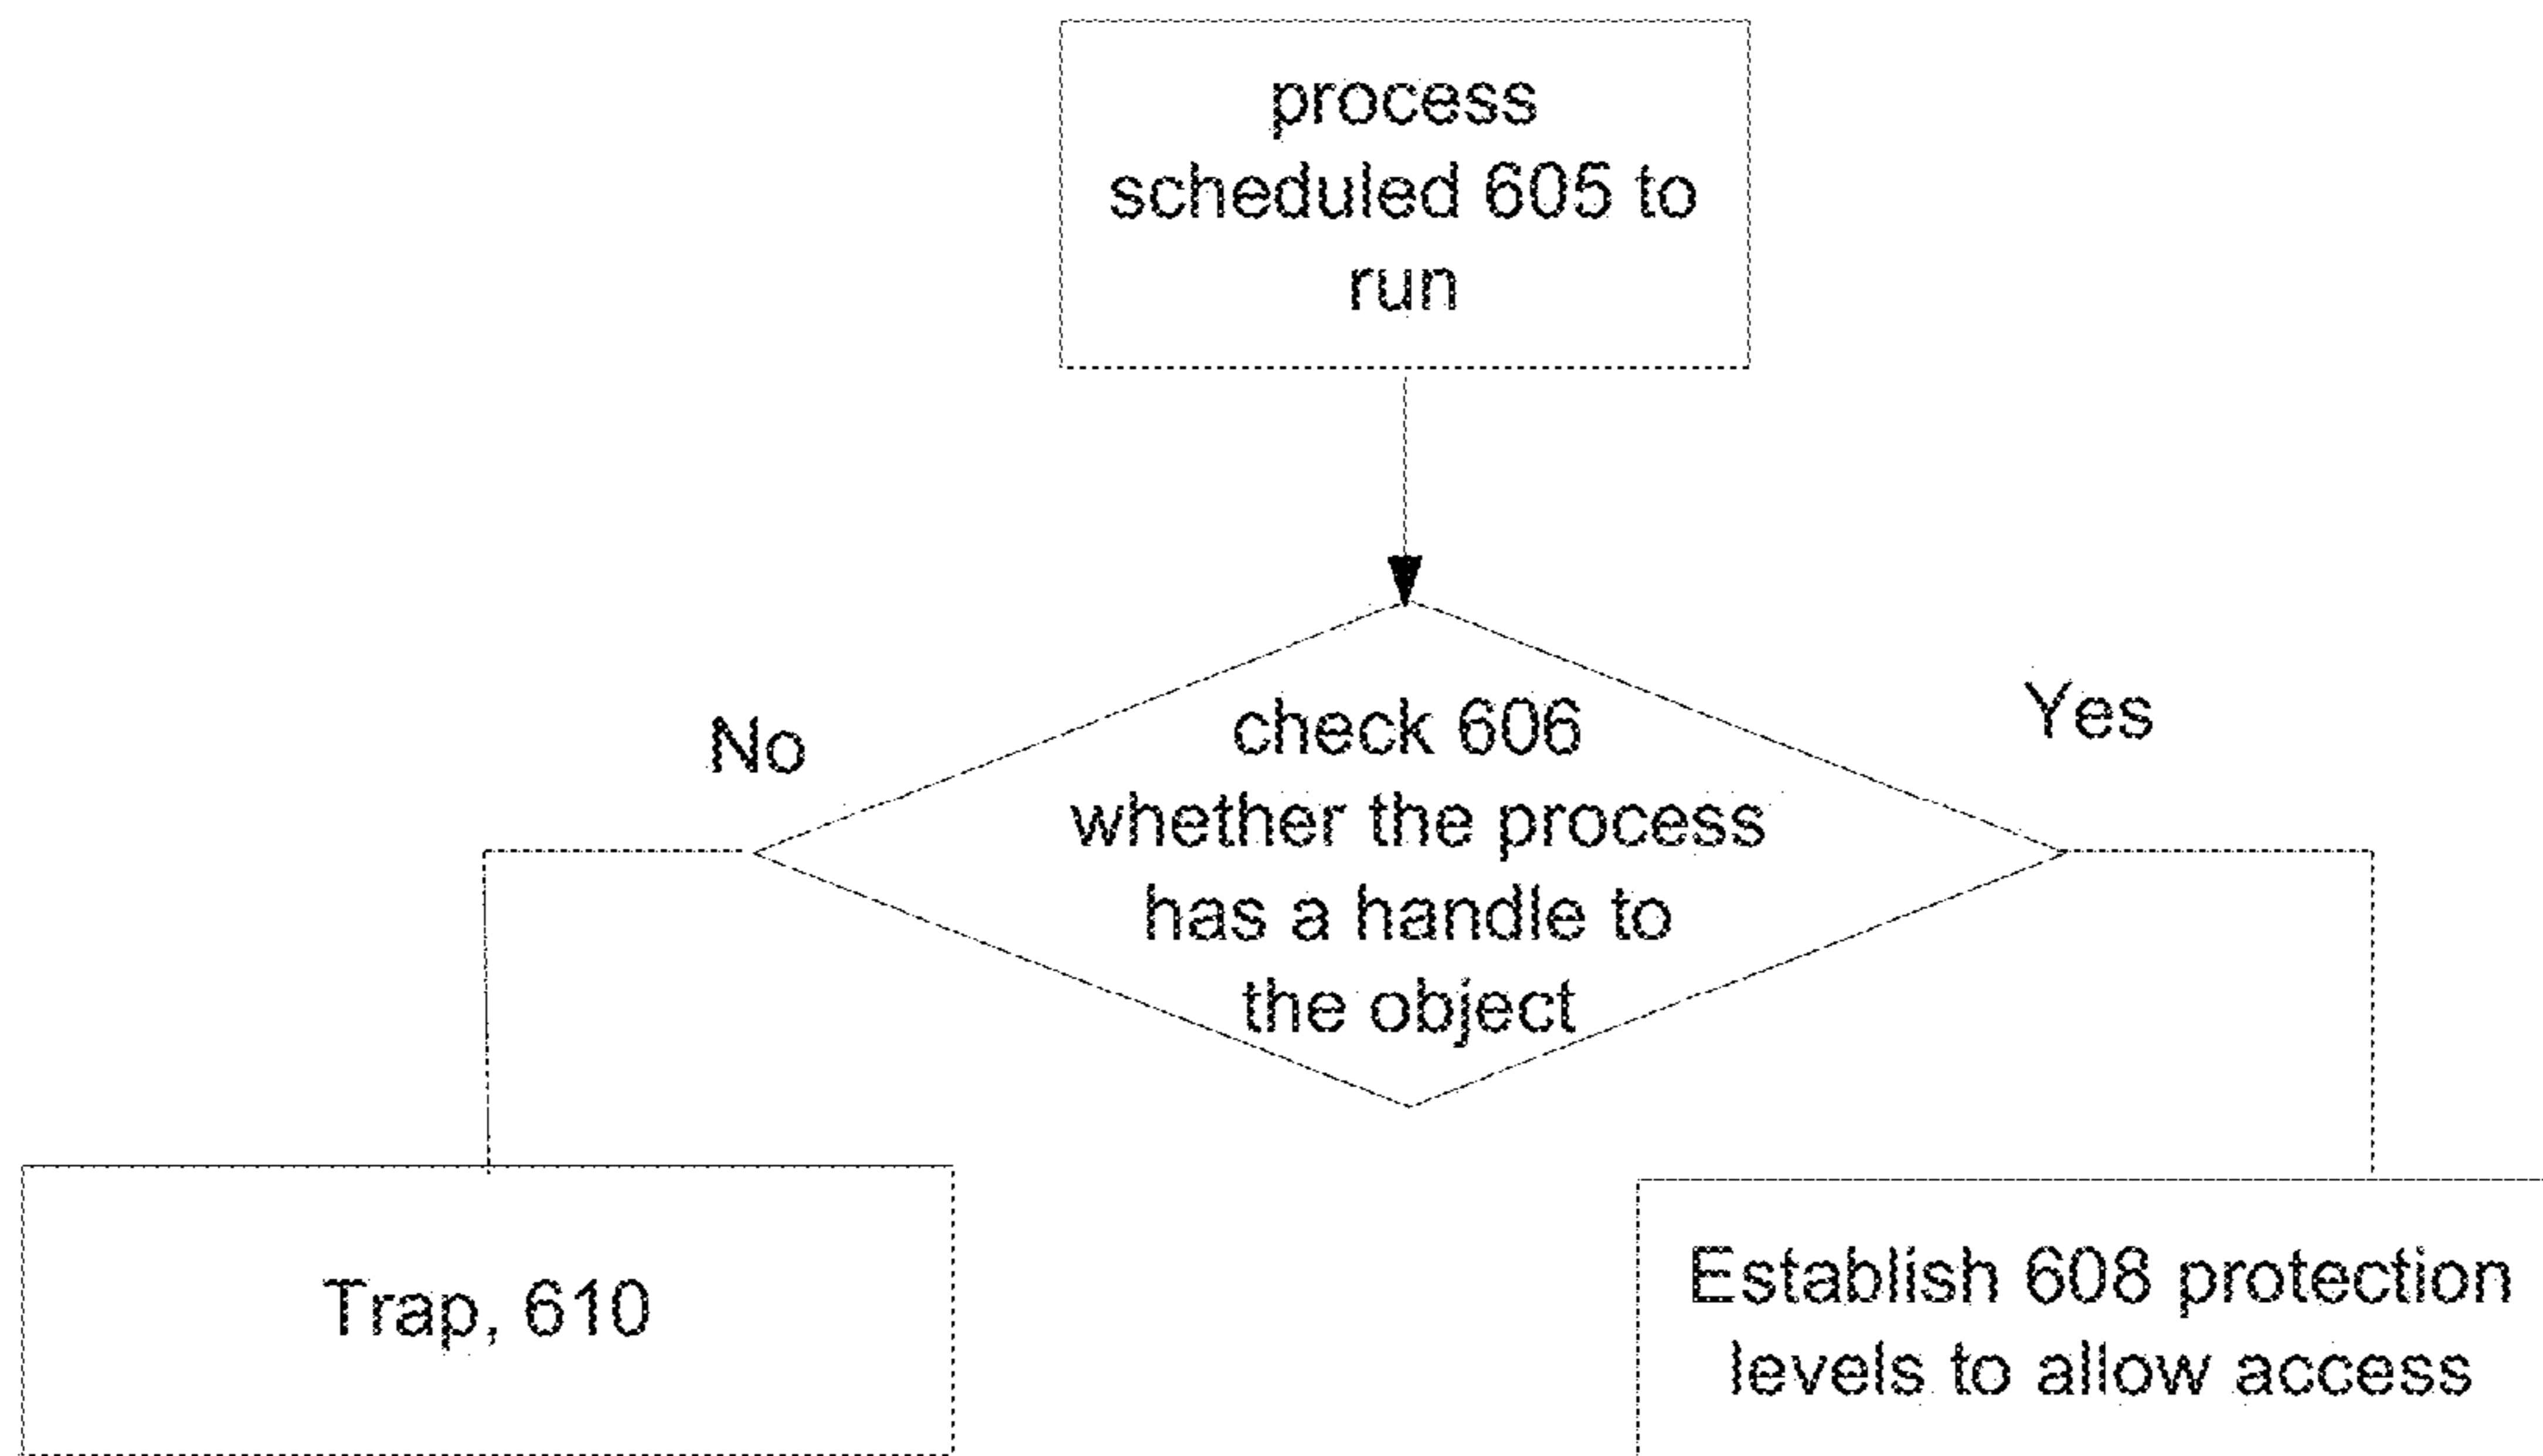 process
scheduled 605 to
run
No
Yes
check 606
whether the process
has a handle to
the object
Trap, 610
Establish 608 protection
levels to allow access